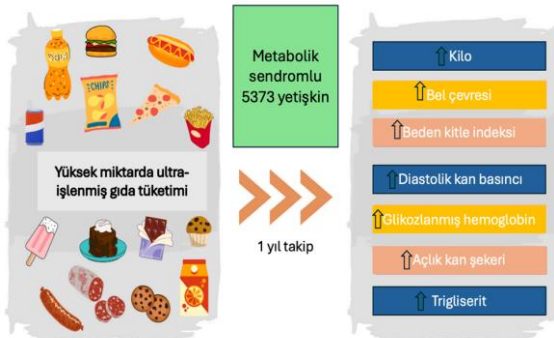 CHIPS
Yüksek miktarda ultra-
işlenmiş gıda tüketimi
Metabolik
sendromlu
5373 yetişkin
1 yıl takip
↑Kilo
↑Bel çevresi
↑Beden kitle indeksi
↑Diastolik kan basıncı
↑Glikozlanmış hemoglobin
↑Açlık kan şekeri
↑Trigliserit